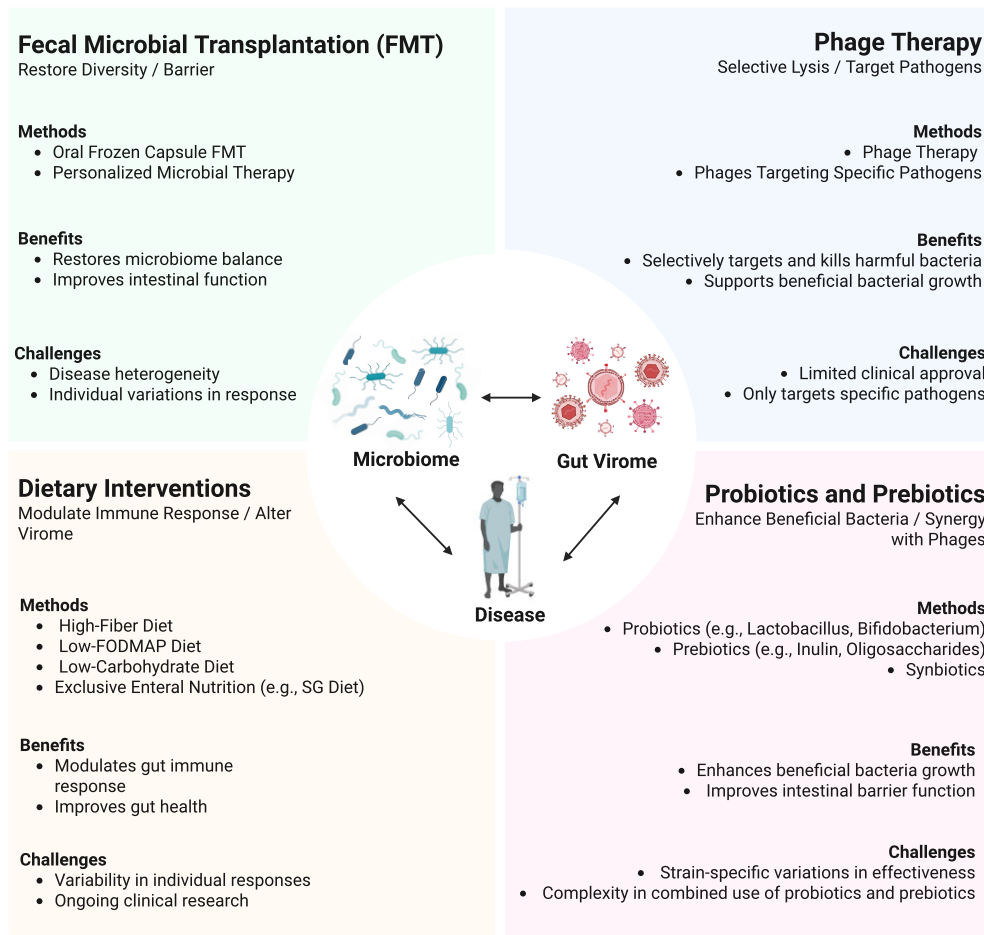 Fecal Microbial Transplantation (FMT)
Restore Diversity / Barrier
Methods
• Oral Frozen Capsule FMT
• Personalized Microbial Therapy
Benefits
• Restores microbiome balance
• Improves intestinal function
Challenges
• Disease heterogeneity
• Individual variations in response
Phage Therapy
Selective Lysis / Target Pathogens
Methods
• Phage Therapy
• Phages Targeting Specific Pathogens
Benefits
• Selectively targets and kills harmful bacteria
• Supports beneficial bacterial growth
Challenges
• Limited clinical approval
• Only targets specific pathogens
Microbiome
Gut Virome
Disease
Dietary Interventions
Modulate Immune Response / Alter
Virome
Methods
• High-Fiber Diet
• Low-FODMAP Diet
• Low-Carbohydrate Diet
• Exclusive Enteral Nutrition (e.g., SG Diet)
Benefits
• Modulates gut immune
response
• Improves gut health
Challenges
• Variability in individual responses
• Ongoing clinical research
Probiotics and Prebiotics
Enhance Beneficial Bacteria / Synergy
with Phages
Methods
• Probiotics (e.g., Lactobacillus, Bifidobacterium)
• Prebiotics (e.g., Inulin, Oligosaccharides)
• Synbiotics
Benefits
• Enhances beneficial bacteria growth
• Improves intestinal barrier function
Challenges
• Strain-specific variations in effectiveness
• Complexity in combined use of probiotics and prebiotics